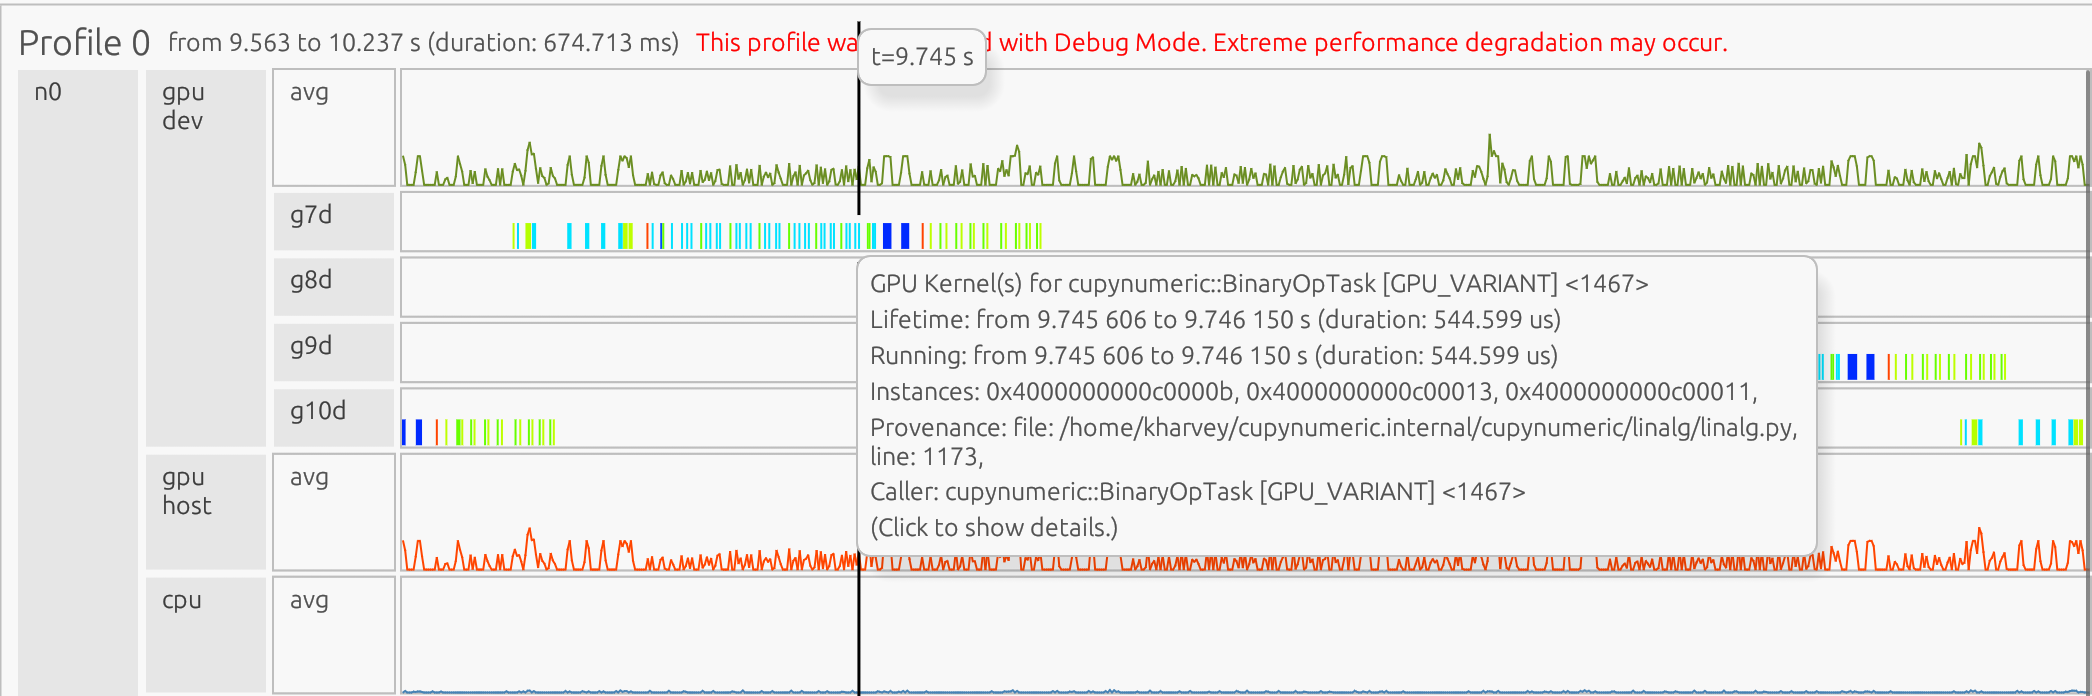 Profile 0 from 9.563 to 10.237 s (duration: 674.713 ms) This profile wa d with Debug Mode. Extreme performance degradation may occur.
t=9.745 s
n0
gpu
dev
avg
g7d
g8d
g9d
g10d
GPU Kernel(s) for cupynumeric::BinaryOpTask [GPU_VARIANT] <1467>
Lifetime: from 9.745 606 to 9.746 150 s (duration: 544.599 us)
Running: from 9.745 606 to 9.746 150 s (duration: 544.599 us)
Instances: 0x4000000000c0000b, 0x4000000000c00013, 0x4000000000c00011,
Provenance: file: /home/kharvey/cupynumeric.internal/cupynumeric/linalg/linalg.py,
line: 1173,
Caller: cupynumeric::BinaryOpTask [GPU_VARIANT] <1467>
(Click to show details.)
gpu
host
avg
cpu
avg